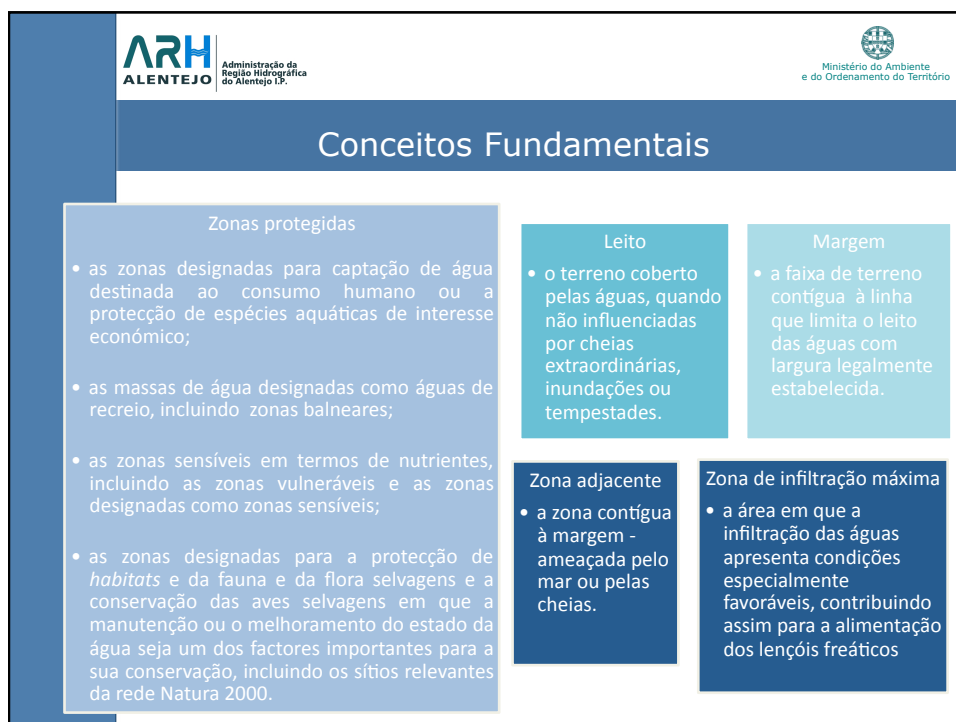 ARH
ALENTEJO
Administração da
Região Hidrográfica
do Alentejo I.P.
Ministério do Ambiente
e do Ordenamento do Território
Conceitos Fundamentais
Zonas protegidas
• as zonas designadas para captação de água
destinada ao consumo humano ou a
protecção de espécies aquáticas de interesse
económico;
• as massas de água designadas como águas de
recreio, incluindo zonas balneares;
• as zonas sensíveis em termos de nutrientes,
incluindo as zonas vulneráveis e as zonas
designadas como zonas sensíveis;
• as zonas designadas para a protecção de
habitats e da fauna e da flora selvagens e a
conservação das aves selvagens em que a
manutenção ou o melhoramento do estado da
água seja um dos factores importantes para a
sua conservação, incluindo os sítios relevantes
da rede Natura 2000.
Leito
• o terreno coberto
pelas águas, quando
não influenciadas
por cheias
extraordinárias,
inundações ou
tempestades.
Margem
• a faixa de terreno
contígua à linha
que limita o leito
das águas com
largura legalmente
estabelecida.
Zona adjacente
• a zona contígua
à margem -
ameaçada pelo
mar ou pelas
cheias.
Zona de infiltração máxima
• a área em que a
infiltração das águas
apresenta condições
especialmente
favoráveis, contribuindo
assim para a alimentação
dos lençóis freáticos